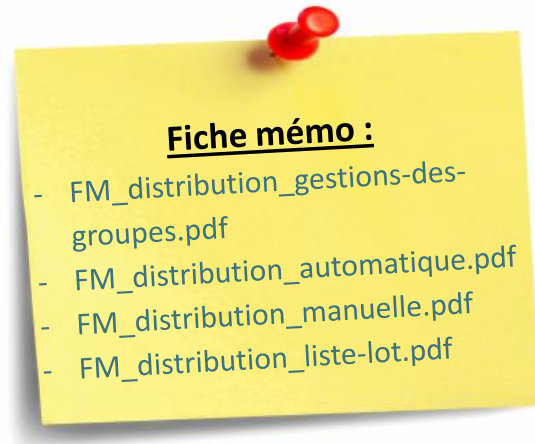 Fiche mémo :
- FM_distribution_gestions-des-
groupes.pdf
- FM_distribution_automatique.pdf
- FM_distribution_manuelle.pdf
- FM_distribution_liste-lot.pdf